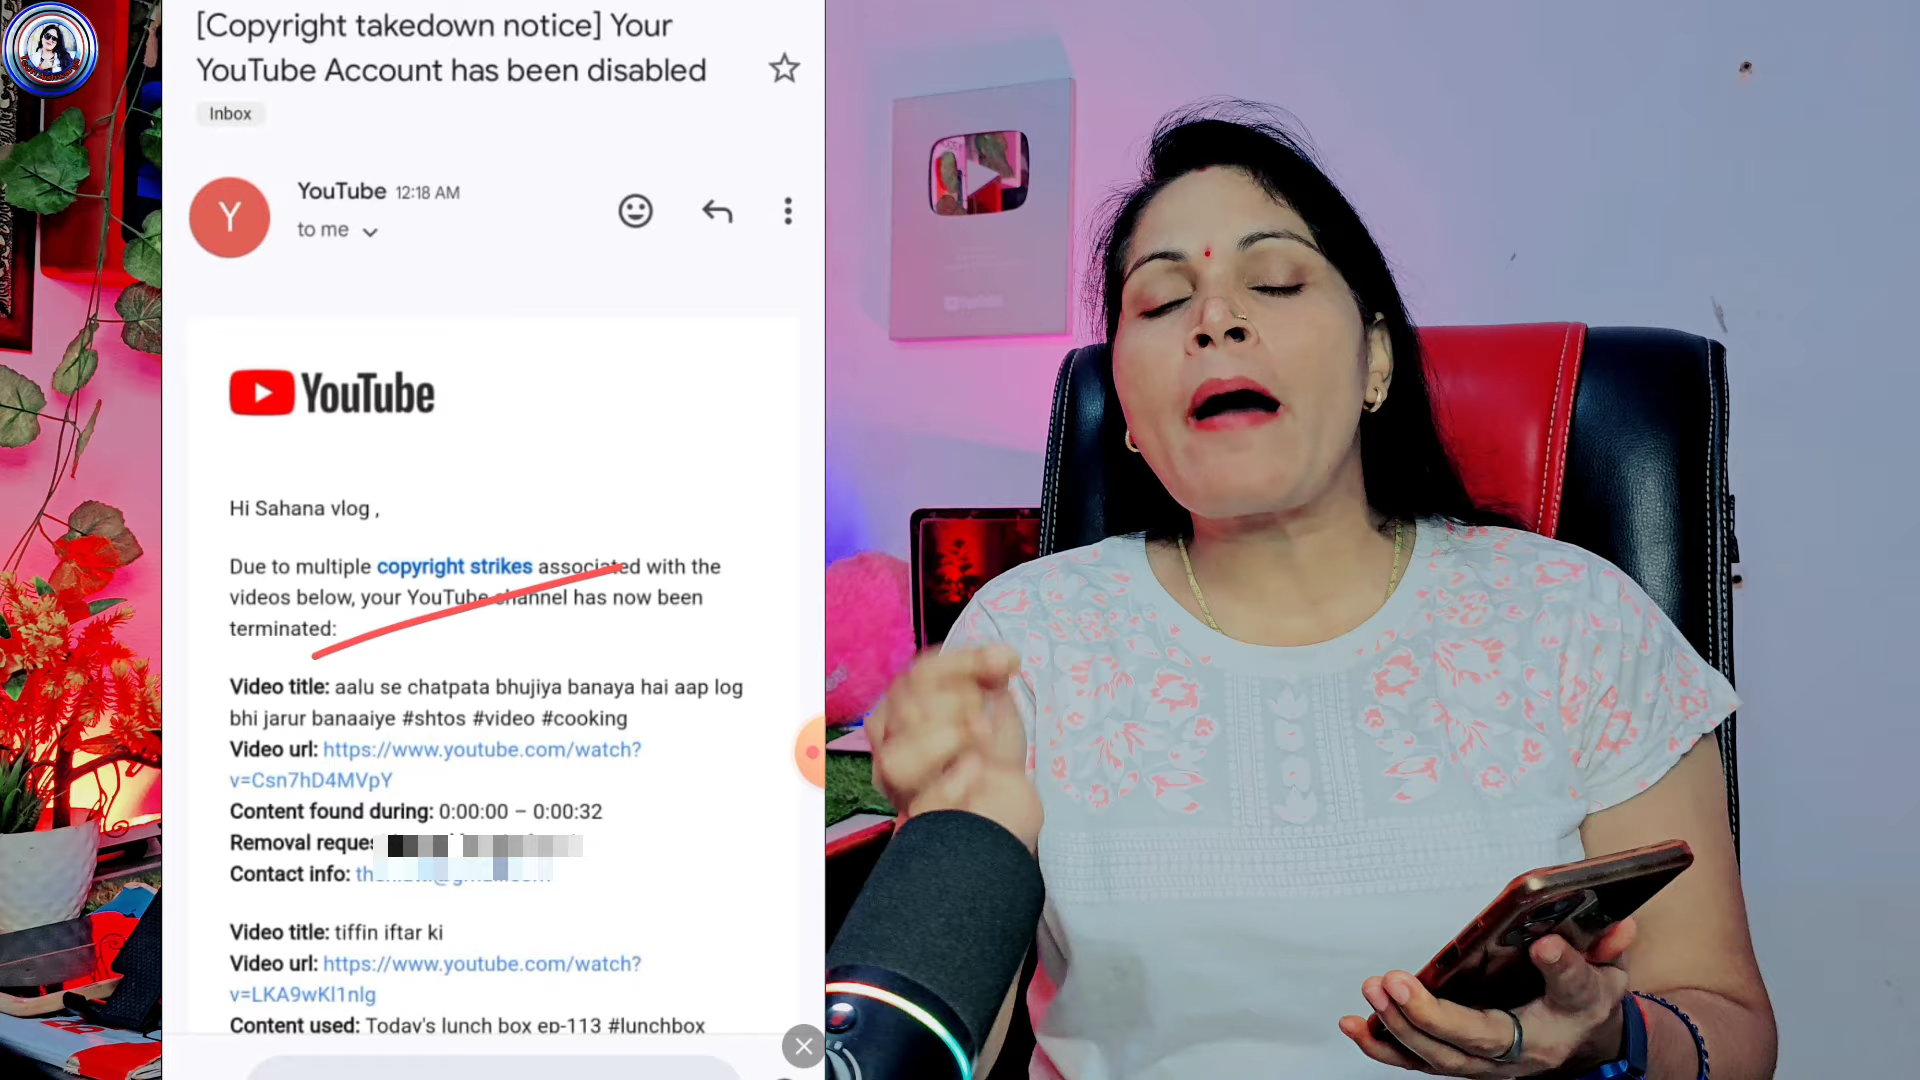 [Copyright takedown notice] Your
YouTube Account has been disabled
Inbox
Y
YouTube 12:18 AM
to me
YouTube
Hi Sahana vlog ,
Due to multiple copyright strikes associated with the
videos below, your YouTube channel has now been
terminated:
Video title: aalu se chatpata bhujiya banaya hai aap log
bhi jarur banaaiye #shtos #video #cooking
Video url: https://www.youtube.com/watch?
v=Csn7hD4MVpY
Content found during: 0:00:00 – 0:00:32
Removal reques
Contact info:
Video title: tiffin iftar ki
Video url: https://www.youtube.com/watch?
v=LKA9wKl1nlg
Content used: Today's lunch box ep-113 #lunchbox